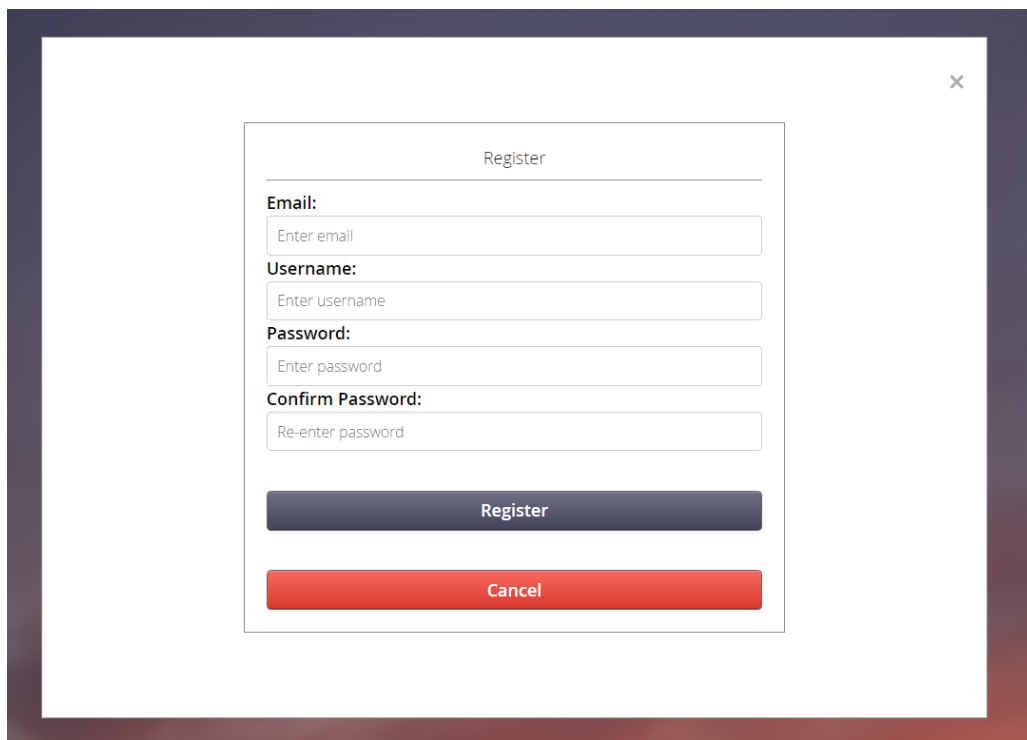 ×
Register
Email:
Enter email
Username:
Enter username
Password:
Enter password
Confirm Password:
Re-enter password
Register
Cancel